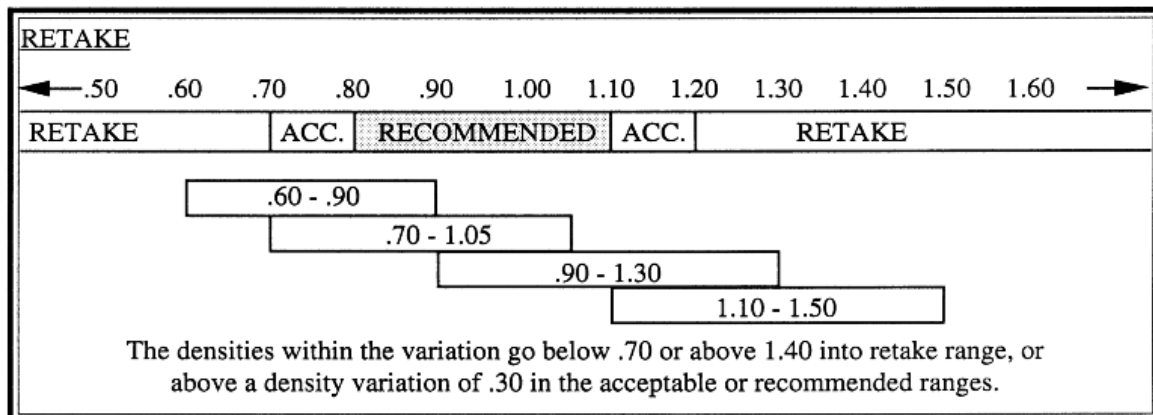 RETAKE
.50 .60 .70 .80 .90 1.00 1.10 1.20 1.30 1.40 1.50 1.60
RETAKE ACC. RECOMMENDED ACC. RETAKE
.60 - .90
.70 - 1.05
.90 - 1.30
1.10 - 1.50
The densities within the variation go below .70 or above 1.40 into retake range, or
above a density variation of .30 in the acceptable or recommended ranges.